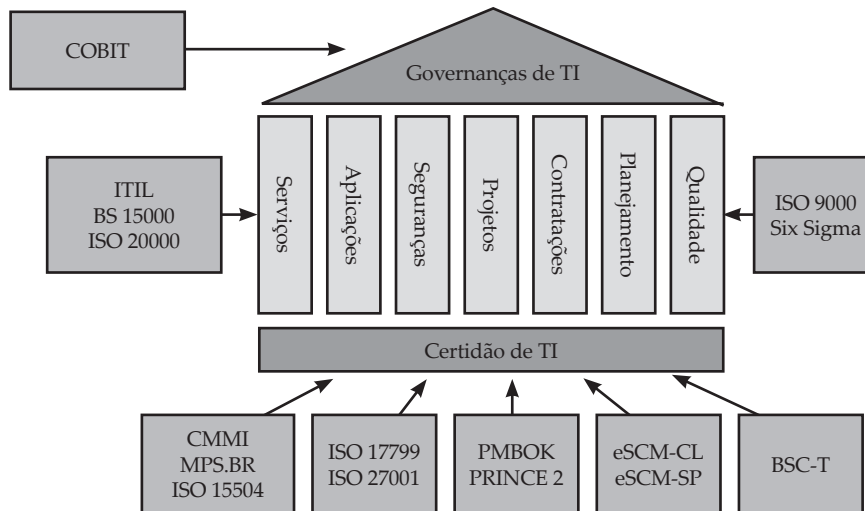 COBIT
Governanças de TI
ITIL
BS 15000
ISO 20000
Serviços
Aplicações
Seguranças
Projetos
Contratações
Planejamento
Qualidade
ISO 9000
Six Sigma
Certidão de TI
CMMI
MPS.BR
ISO 15504
ISO 17799
ISO 27001
PMBOK
PRINCE 2
eSCM-CL
eSCM-SP
BSC-T